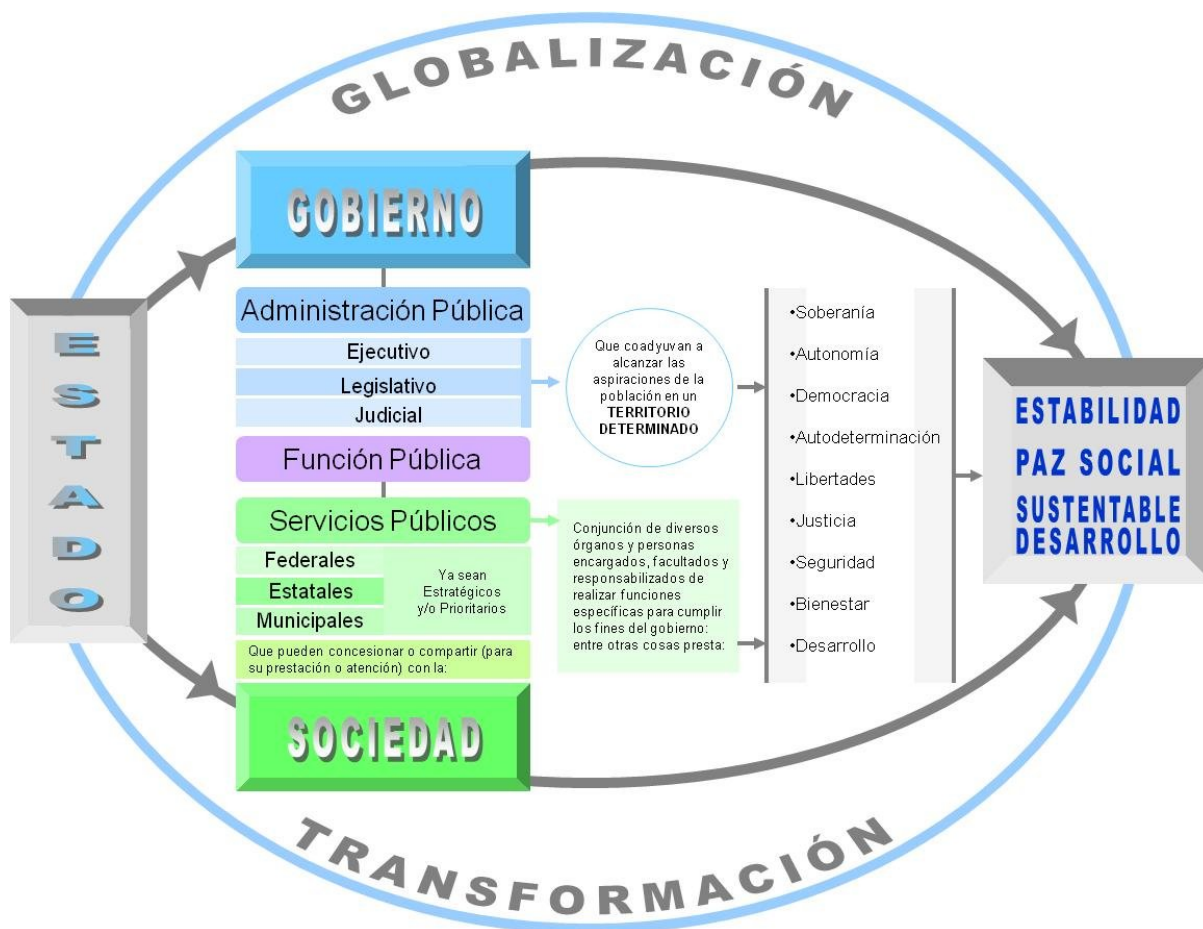 GLOBALIZACIÓN
ESTADO
GOBIERNO
Administración Pública
Ejecutivo
Legislativo
Judicial
Función Pública
Servicios Públicos
Federales
Estatales
Municipales
Ya sean
Estratégicos
y/o Prioritarios
Que pueden concesionar o compartir (para
su prestación o atención) con la:
SOCIEDAD
Que coadyuvan a
alcanzar las
aspiraciones de la
población en un
TERRITORIO
DETERMINADO
Conjunción de diversos
órganos y personas
encargados, facultados y
responsabilizados de
realizar funciones
específicas para cumplir
los fines del gobierno:
entre otras cosas presta:
•Soberanía
•Autonomía
•Democracia
•Autodeterminación
•Libertades
•Justicia
•Seguridad
•Bienestar
•Desarrollo
ESTABILIDAD
PAZ SOCIAL
SUSTENTABLE
DESARROLLO
TRANSFORMACIÓN